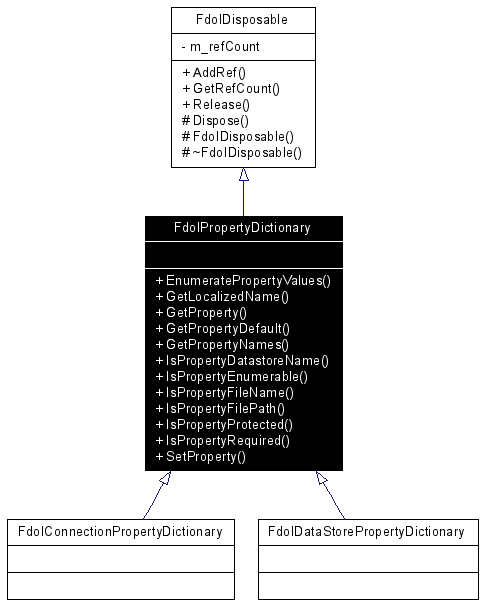 FdoIDisposable
- m_refCount
+ AddRef()
+ GetRefCount()
+ Release()
# Dispose()
# FdoIDisposable()
# ~FdoIDisposable()
FdoIPropertyDictionary
+ EnumeratePropertyValues()
+ GetLocalizedName()
+ GetProperty()
+ GetPropertyDefault()
+ GetPropertyNames()
+ IsPropertyDatastoreName()
+ IsPropertyEnumerable()
+ IsPropertyFileName()
+ IsPropertyFilePath()
+ IsPropertyProtected()
+ IsPropertyRequired()
+ SetProperty()
FdoIConnectionPropertyDictionary
FdoIDataStorePropertyDictionary